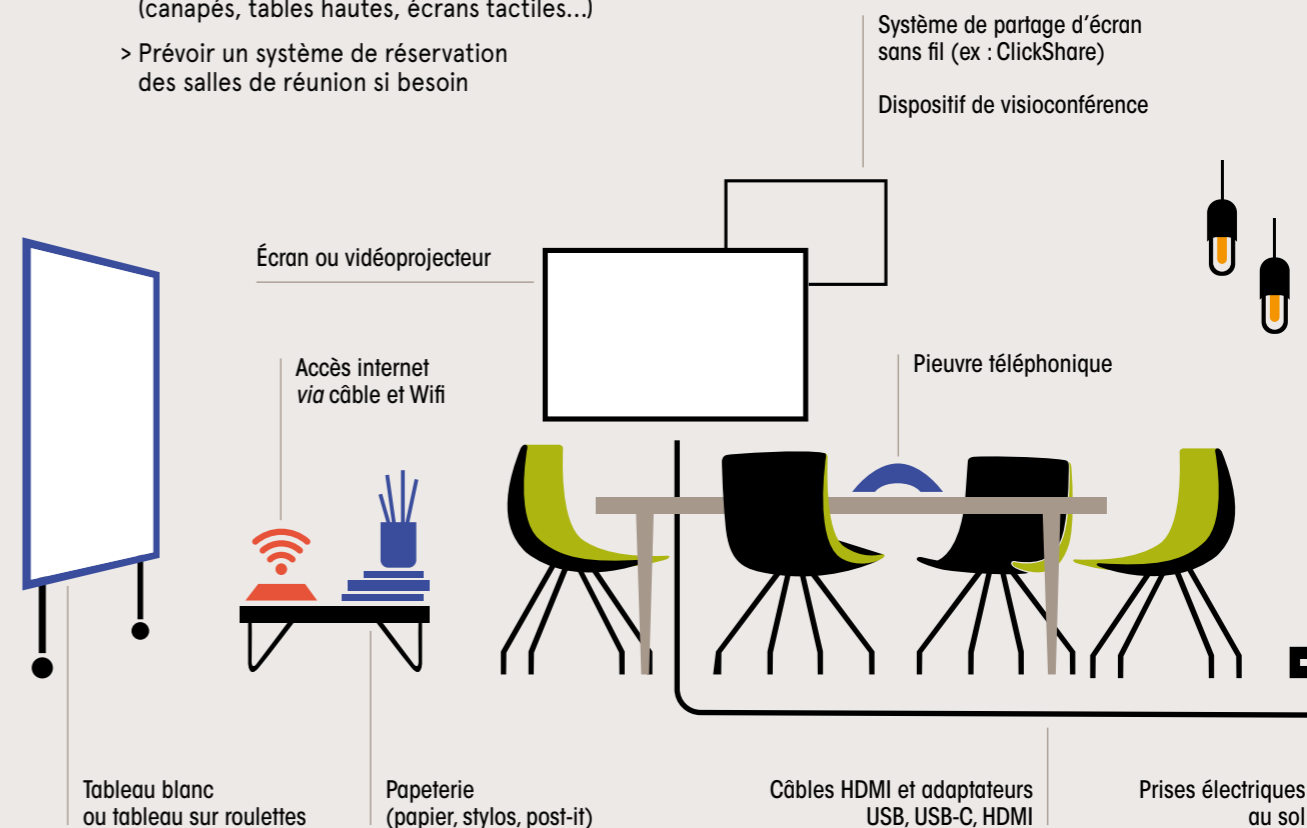 (canapés, tables hautes, écrans tactiles…)
> Prévoir un système de réservation
des salles de réunion si besoin
Système de partage d'écran
sans fil (ex : ClickShare)
Dispositif de visioconférence
Écran ou vidéoprojecteur
Accès internet
via câble et Wifi
Pieuvre téléphonique
Tableau blanc
ou tableau sur roulettes
Papeterie
(papier, stylos, post-it)
Câbles HDMI et adaptateurs
USB, USB-C, HDMI
Prises électriques
au sol